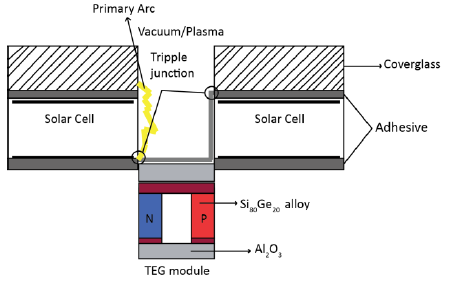 Primary Arc
Vacuum/Plasma
Tripple
junction
Coverglass
Solar Cell
Solar Cell
Adhesive
N
P
Si80Ge20 alloy
Al2O3
TEG module